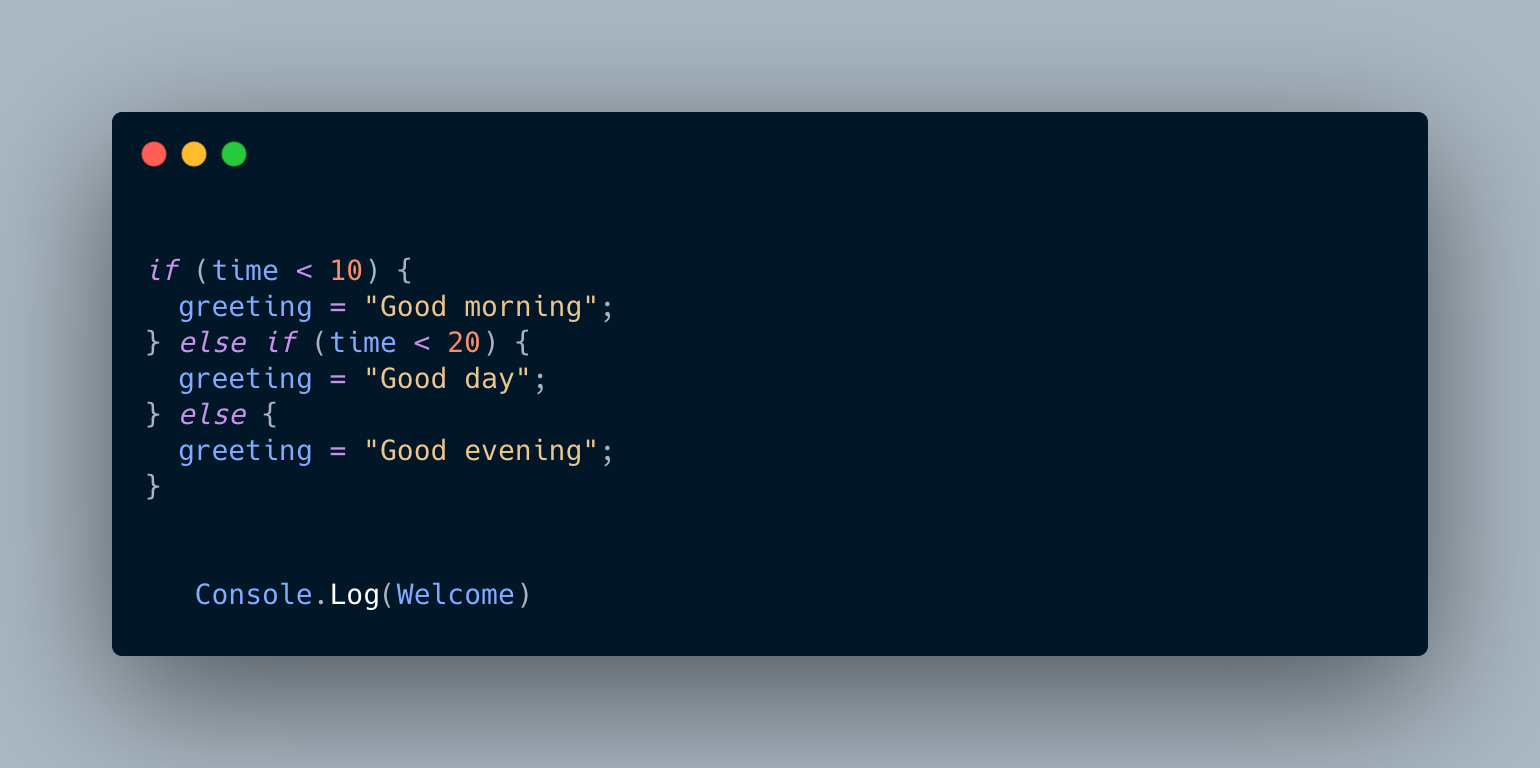 if (time < 10) {
  greeting = "Good morning";
} else if (time < 20) {
  greeting = "Good day";
} else {
  greeting = "Good evening";
}
   Console.Log(Welcome)